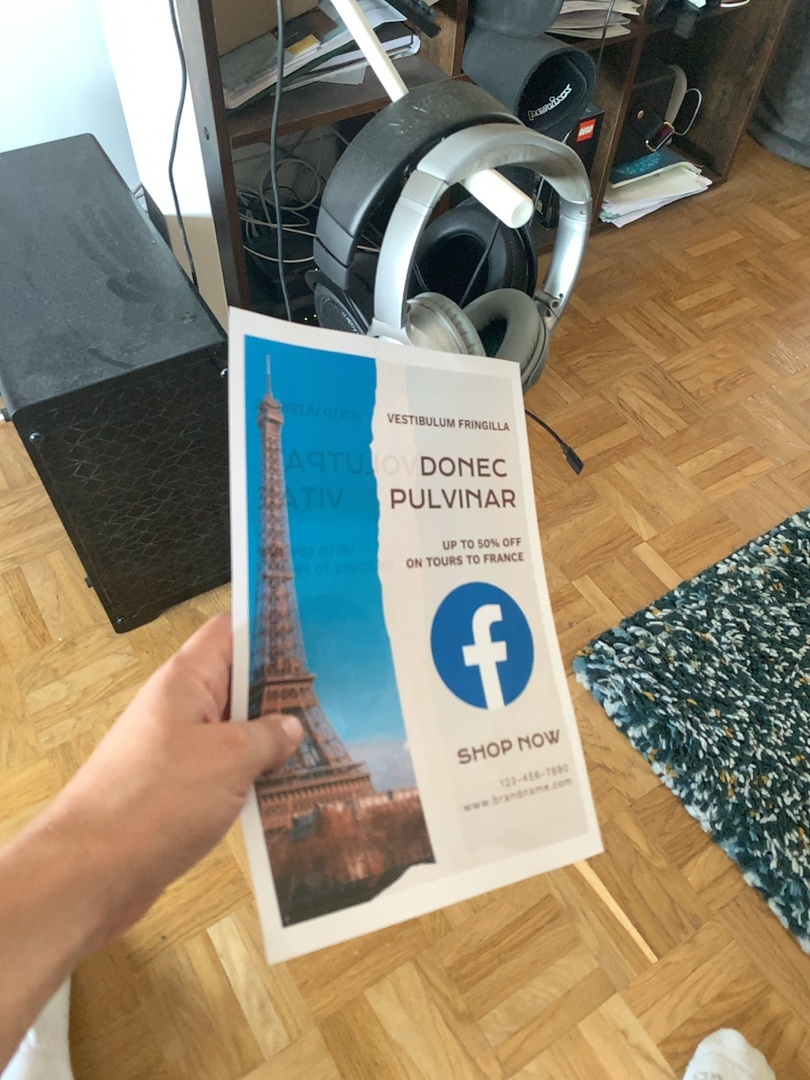 VESTIBULUM FRINGILLA
DONEC
PULVINAR
UP TO 50% OFF
ON TOURS TO FRANCE
SHOP NOW
123-456-7890
www.brandname.com
LEGO